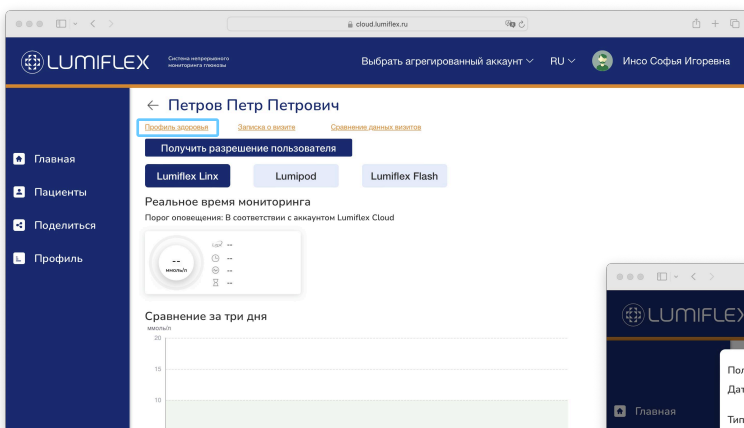 cloud.lumiflex.ru
LUMIFLEX
Система непрерывного
мониторинга глюкозы
Выбрать агрегированный аккаунт
RU
Инсо Софья Игоревна
Петров Петр Петрович
Профиль здоровья Записка о визите Сравнение данных визитов
Получить разрешение пользователя
Lumiflex Linx Lumipod Lumiflex Flash
Главная
Пациенты
Поделиться
Профиль
Реальное время мониторинга
Порог оповещения: В соответствии с аккаунтом Lumiflex Cloud
--
ммоль/л
--
--
--
--
Сравнение за три дня
ммоль/л
20
15
10
LUMIFLEX
Главная
Пол
Дат
Тип